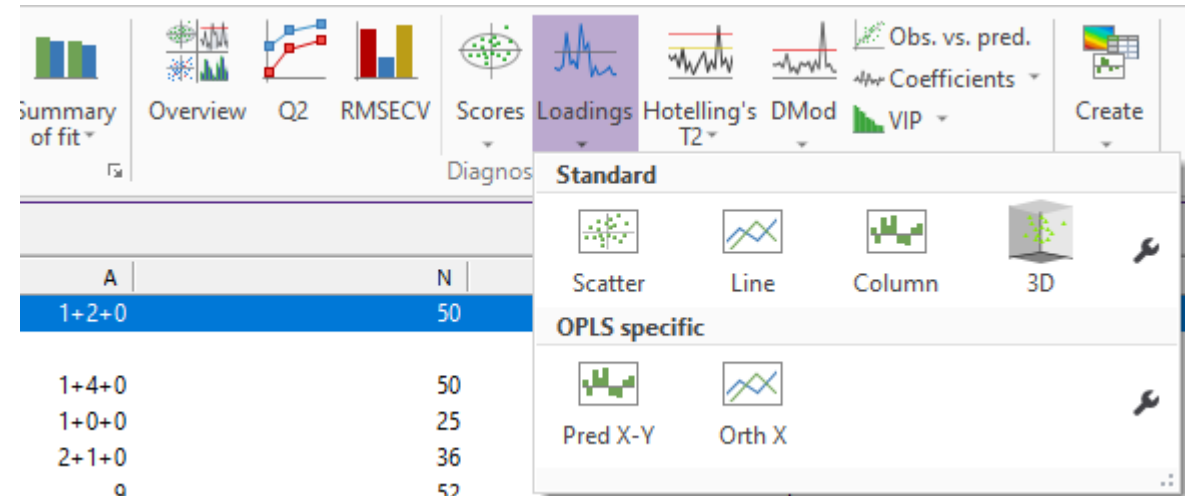 Summary of fit
Overview
Q2
RMSECV
Scores
Loadings
Hotelling's T2
DMod
Obs. vs. pred.
Coefficients
VIP
Create
Diagnos
Standard
Scatter Line Column 3D
OPLS specific
Pred X-Y Orth X
A N
1+2+0 50
1+4+0 50
1+0+0 25
2+1+0 36
9 52